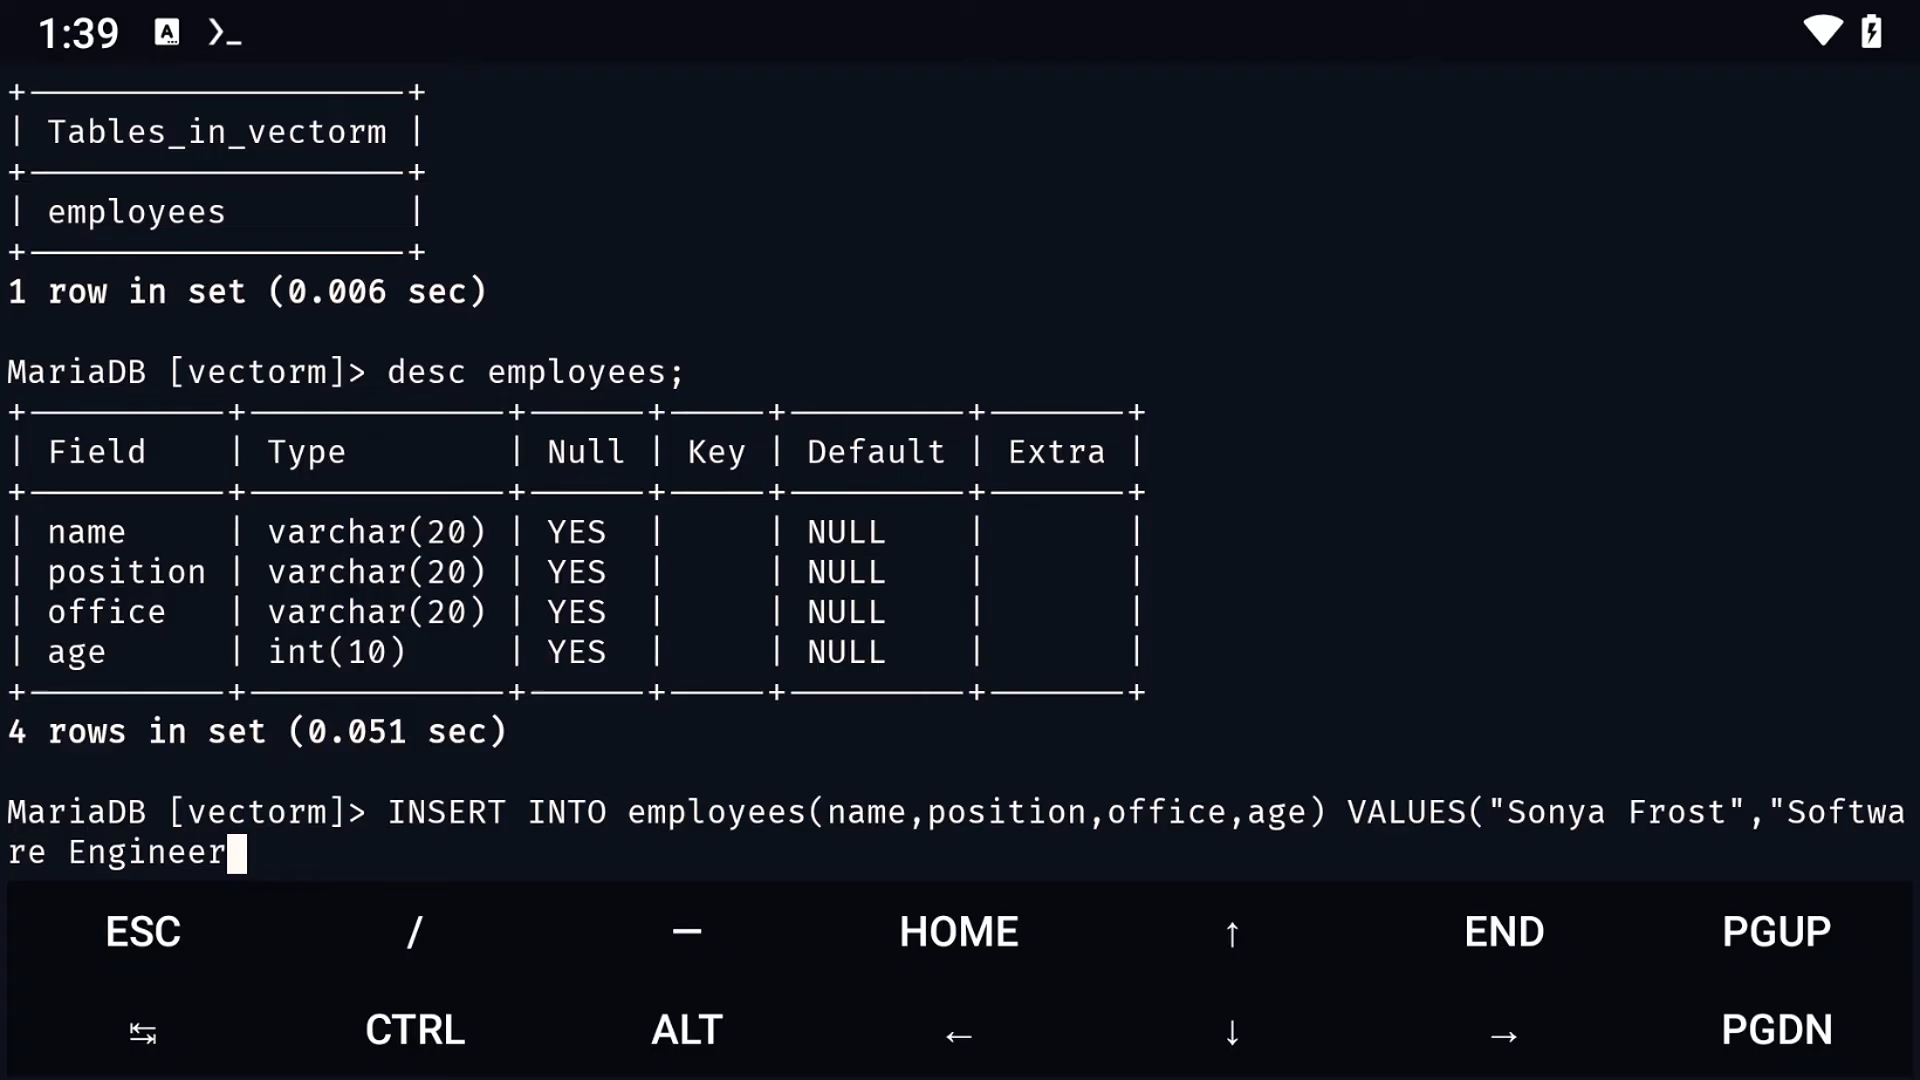 1:39 A >_
+------------------+
| Tables_in_vectorm |
+------------------+
| employees |
+------------------+
1 row in set (0.006 sec)
MariaDB [vectorm]> desc employees;
+----------+-------------+------+-----+---------+-------+
| Field | Type | Null | Key | Default | Extra |
+----------+-------------+------+-----+---------+-------+
| name | varchar(20) | YES | | NULL | |
| position | varchar(20) | YES | | NULL | |
| office | varchar(20) | YES | | NULL | |
| age | int(10) | YES | | NULL | |
+----------+-------------+------+-----+---------+-------+
4 rows in set (0.051 sec)
MariaDB [vectorm]> INSERT INTO employees(name,position,office,age) VALUES("Sonya Frost","Softwa
re Engineer
ESC / — HOME ↑ END PGUP
↹ CTRL ALT ← ↓ → PGDN